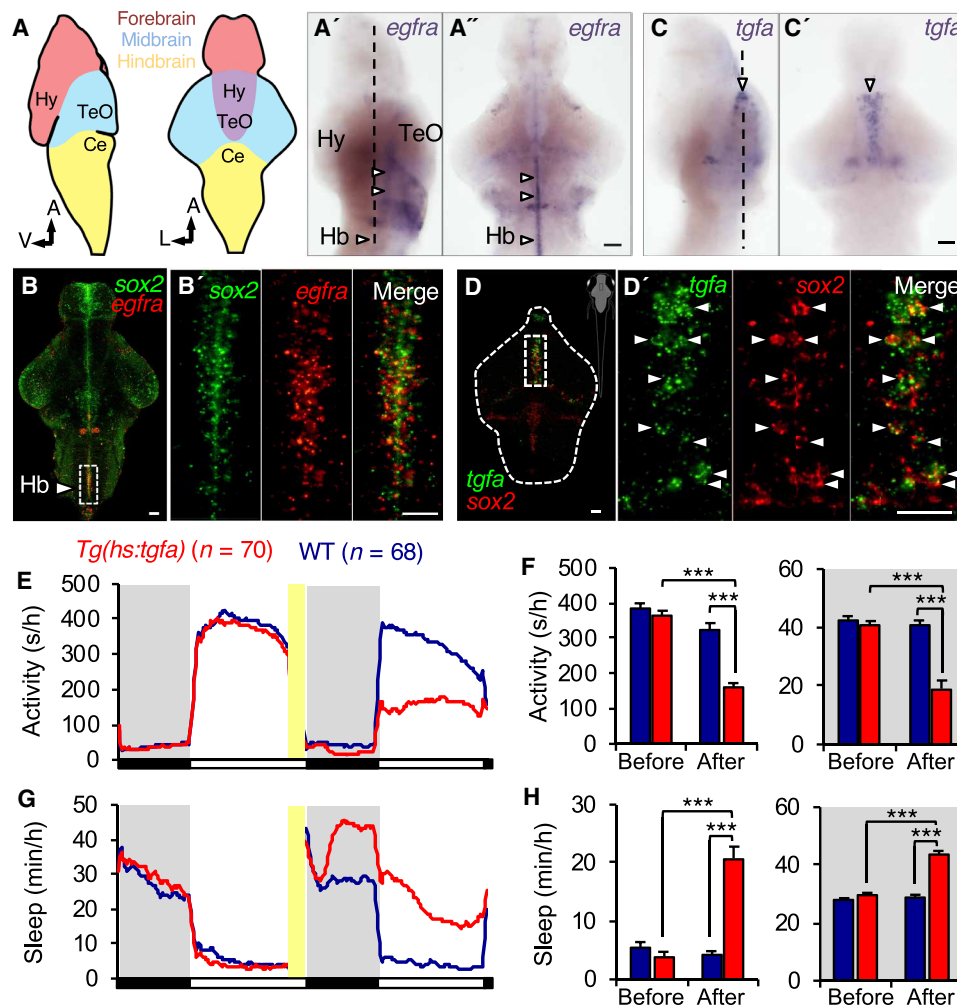 A
Forebrain
Midbrain
Hindbrain
Hy
TeO
Ce
A
V
Hy
TeO
Ce
A
L
A′ egfra
Hy
TeO
Hb
A″ egfra
Hb
C tgfa
C′ tgfa
B sox2
egfra
Hb
B′ sox2
egfra
Merge
D
tgfa
sox2
D′ tgfa
sox2
Merge
Tg(hs:tgfa) (n = 70) WT (n = 68)
E
Activity (s/h)
500
400
300
200
100
0
F
Activity (s/h)
500
400
300
200
100
0
***
***
Before After
60
40
20
0
***
***
Before After
G
Sleep (min/h)
50
40
30
20
10
0
H
Sleep (min/h)
30
20
10
0
***
***
Before After
60
40
20
0
***
***
Before After